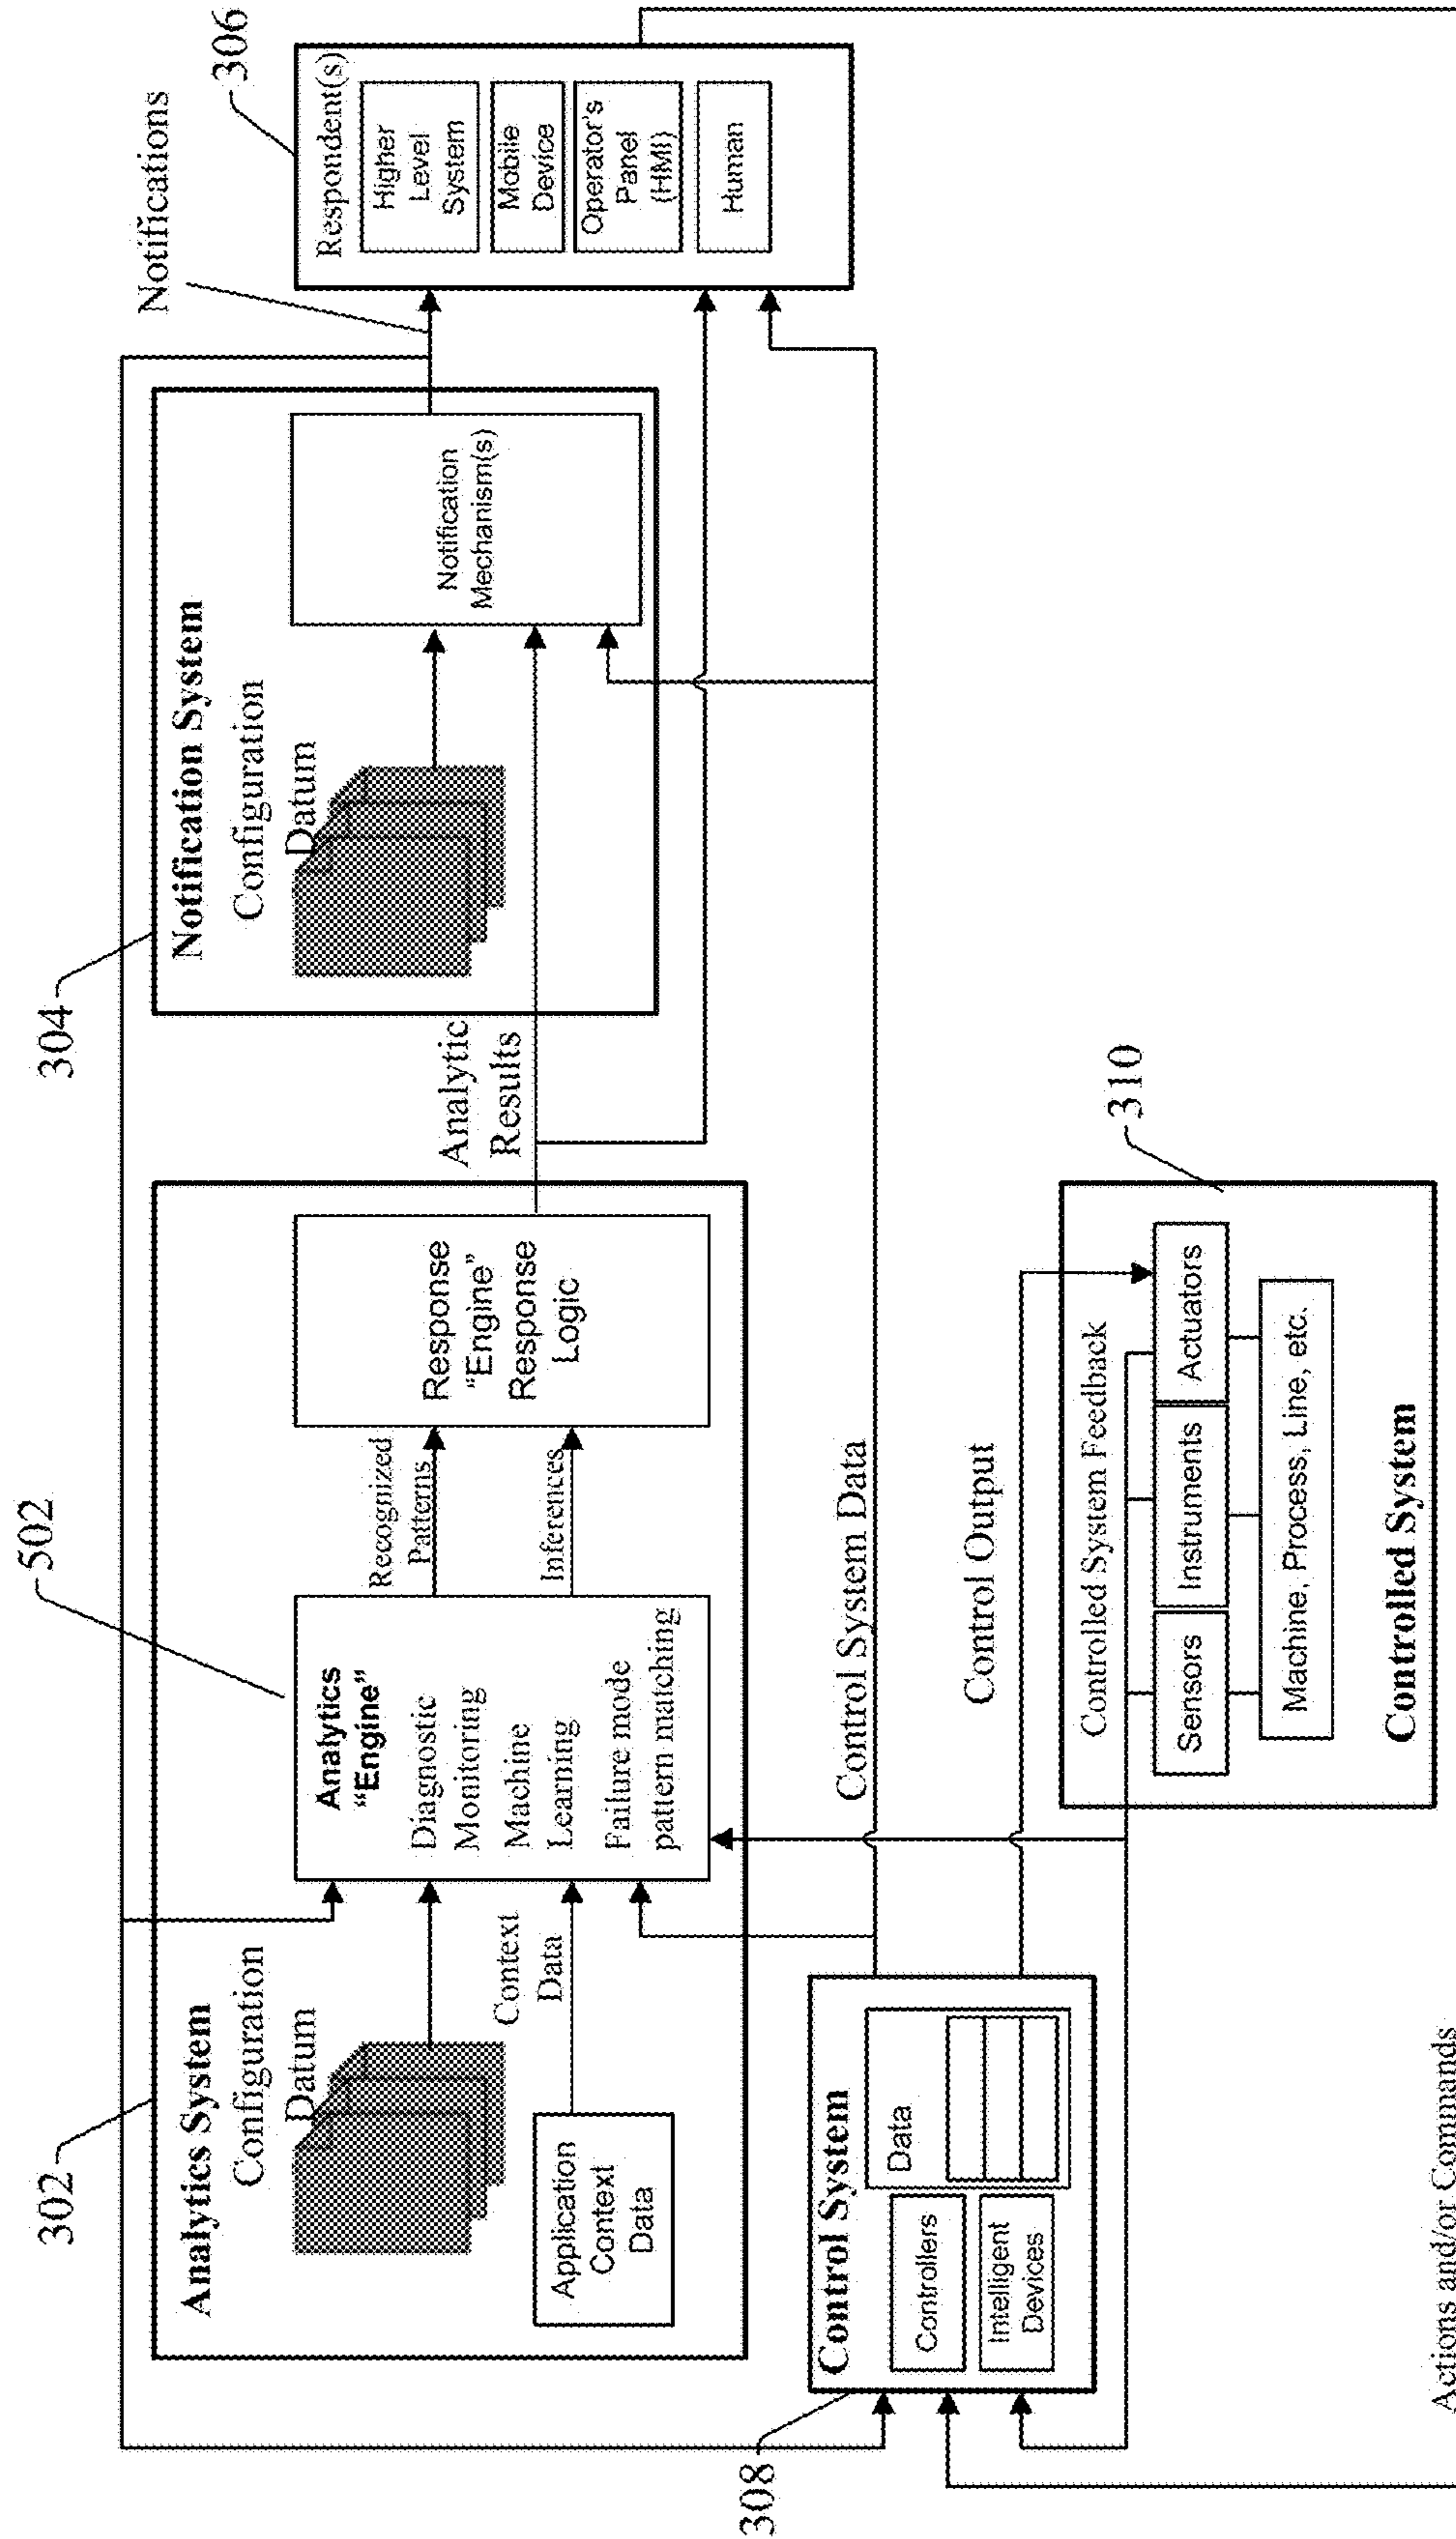 302
Analytics System
Configuration
Datum
Application
Context
Data
Context
Data
502
Analytics
“Engine”
Diagnostic
Monitoring
Machine
Learning
Failure mode
pattern matching
Recognized
Patterns
Inferences
Response
“Engine”
Response
Logic
Analytic
Results
304
Notification System
Configuration
Datum
Notification
Mechanism(s)
Notifications
306
Respondent(s)
Higher
Level
System
Mobile
Device
Operator's
Panel
(HMI)
Human
308
Control System
Controllers
Intelligent
Devices
Data
Control System Data
Control Output
310
Controlled System Feedback
Sensors
Instruments
Actuators
Machine, Process, Line, etc.
Controlled System
Actions and/or Commands